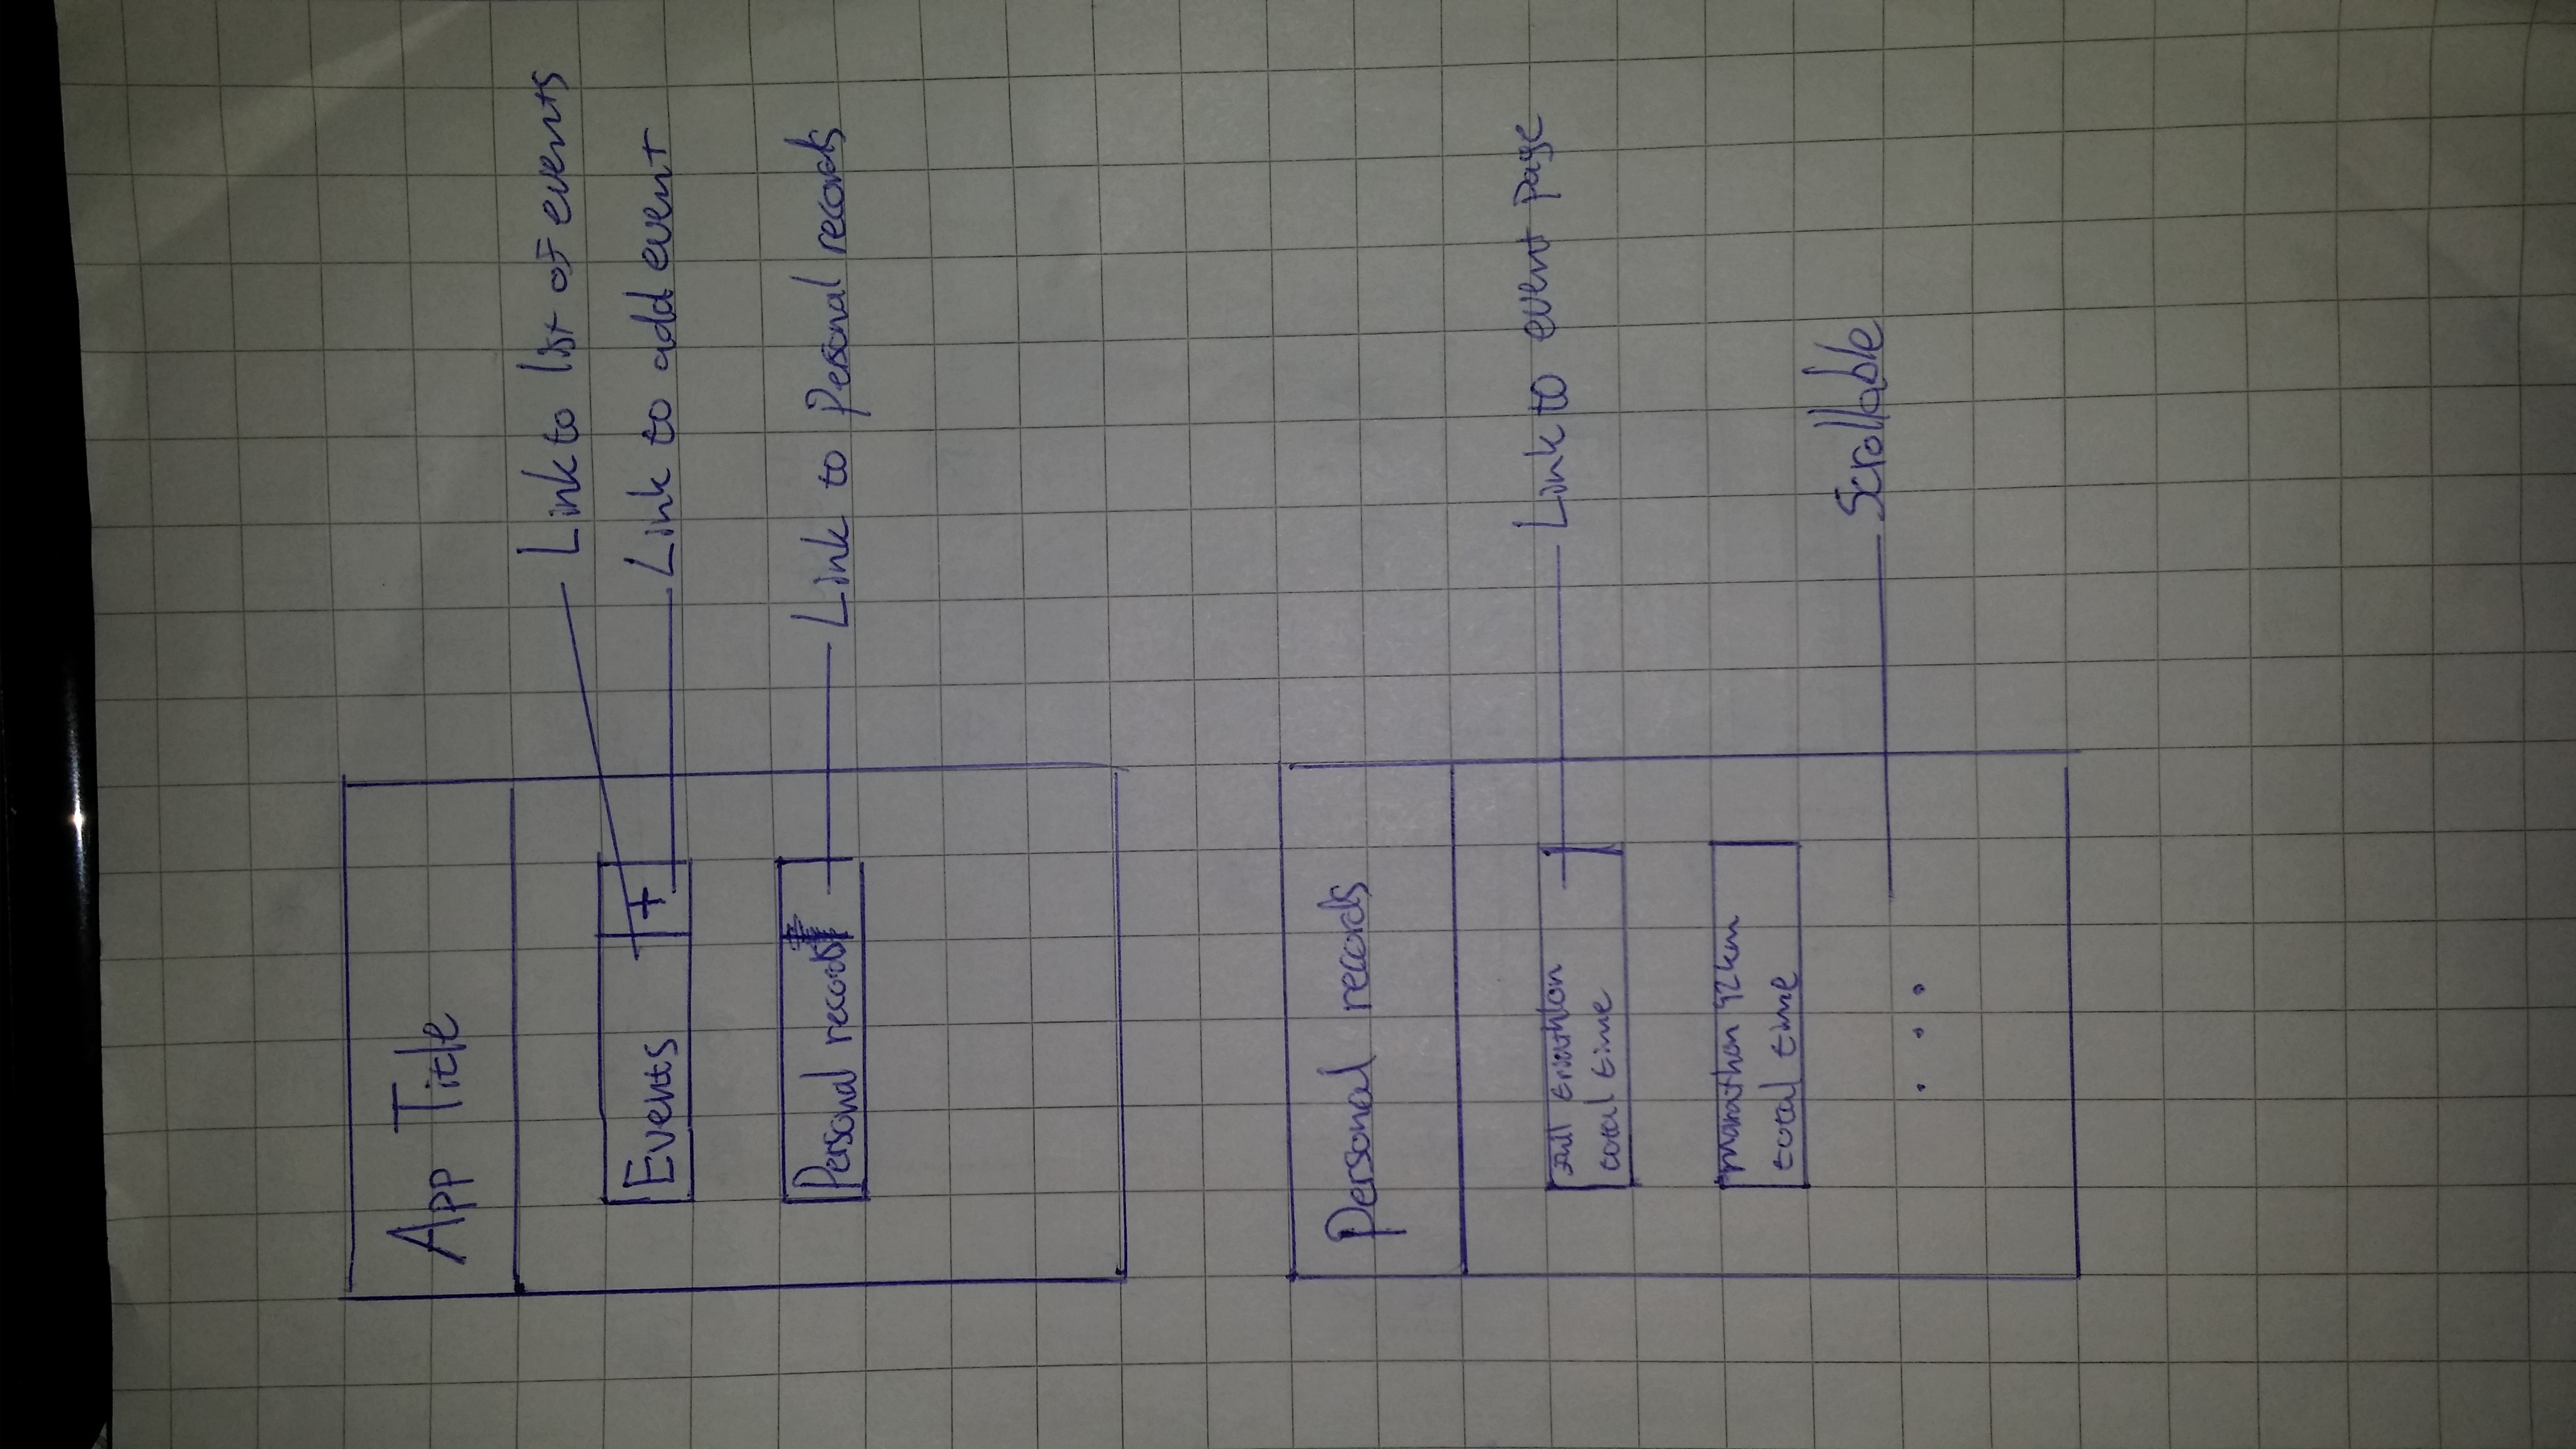 App Title
Link to list of events
Events +
Link to add event
Personal records
Link to Personal records
Personal records
Link to event page
full triathlon
total time
marathon 42km
total time
Scrollable
...